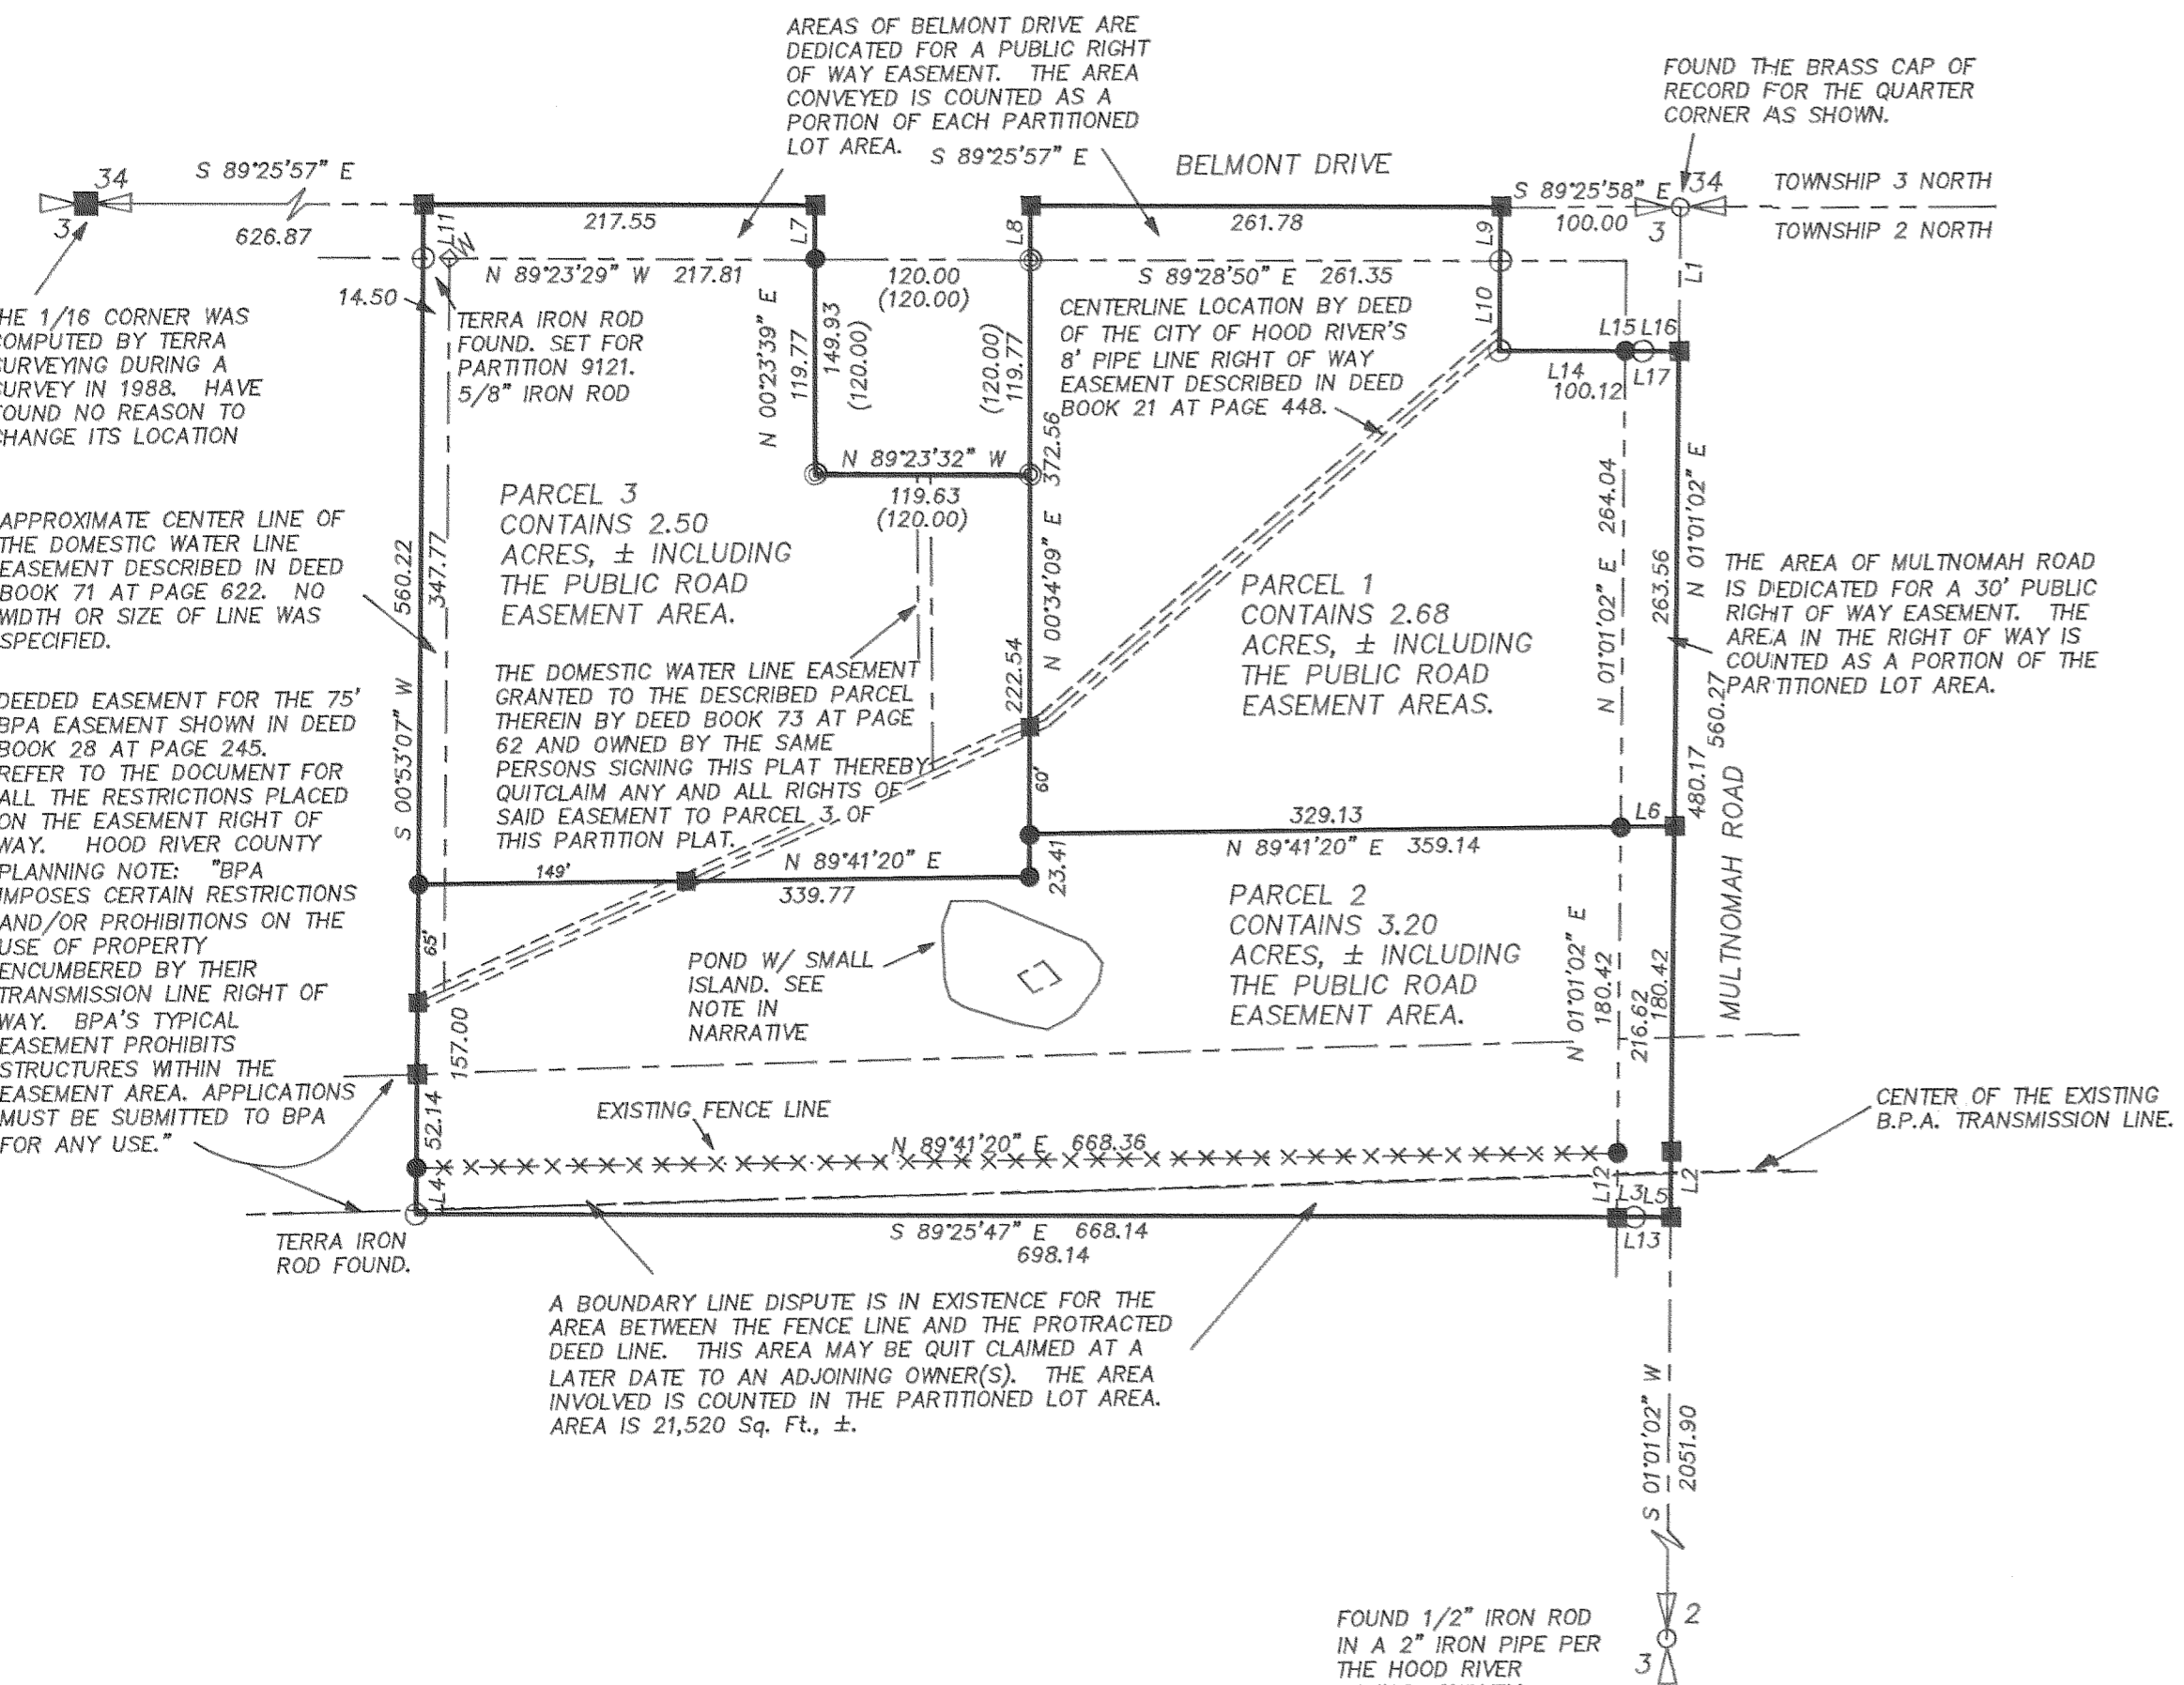 AREAS OF BELMONT DRIVE ARE
DEDICATED FOR A PUBLIC RIGHT
OF WAY EASEMENT. THE AREA
CONVEYED IS COUNTED AS A
PORTION OF EACH PARTITIONED
LOT AREA.
FOUND THE BRASS CAP OF
RECORD FOR THE QUARTER
CORNER AS SHOWN.
S 89°25'57" E
BELMONT DRIVE
34
S 89°25'57" E
3
626.87
217.55
L11
W
L7
L8
261.78
L9
S 89°25'58" E
100.00
34
3
TOWNSHIP 3 NORTH
TOWNSHIP 2 NORTH
L1
N 89°23'29" W 217.81
120.00
(120.00)
S 89°28'50" E 261.35
14.50
TERRA IRON ROD
FOUND. SET FOR
PARTITION 9121.
5/8" IRON ROD
N 00°23'39" E
119.77
149.93
(120.00)
(120.00)
119.77
CENTERLINE LOCATION BY DEED
OF THE CITY OF HOOD RIVER'S
8' PIPE LINE RIGHT OF WAY
EASEMENT DESCRIBED IN DEED
BOOK 21 AT PAGE 448.
L10
L15
L16
L14
L17
100.12
HE 1/16 CORNER WAS
OMPUTED BY TERRA
URVEYING DURING A
URVEY IN 1988. HAVE
OUND NO REASON TO
HANGE ITS LOCATION
N 89°23'32" W
119.63
(120.00)
372.56
N 00°34'09" E
222.54
60'
PARCEL 3
CONTAINS 2.50
ACRES, ± INCLUDING
THE PUBLIC ROAD
EASEMENT AREA.
APPROXIMATE CENTER LINE OF
THE DOMESTIC WATER LINE
EASEMENT DESCRIBED IN DEED
BOOK 71 AT PAGE 622. NO
WIDTH OR SIZE OF LINE WAS
SPECIFIED.
560.22
347.77
S 00°53'07" W
PARCEL 1
CONTAINS 2.68
ACRES, ± INCLUDING
THE PUBLIC ROAD
EASEMENT AREAS.
N 01°01'02" E 264.04
263.56
N 01°01'02" E
THE AREA OF MULTNOMAH ROAD
IS DEDICATED FOR A 30' PUBLIC
RIGHT OF WAY EASEMENT. THE
AREA IN THE RIGHT OF WAY IS
COUNTED AS A PORTION OF THE
PARTITIONED LOT AREA.
560.27
480.17
MULTNOMAH ROAD
THE DOMESTIC WATER LINE EASEMENT
GRANTED TO THE DESCRIBED PARCEL
THEREIN BY DEED BOOK 73 AT PAGE
62 AND OWNED BY THE SAME
PERSONS SIGNING THIS PLAT THEREBY
QUITCLAIM ANY AND ALL RIGHTS OF
SAID EASEMENT TO PARCEL 3 OF
THIS PARTITION PLAT.
DEEDED EASEMENT FOR THE 75'
BPA EASEMENT SHOWN IN DEED
BOOK 28 AT PAGE 245.
REFER TO THE DOCUMENT FOR
ALL THE RESTRICTIONS PLACED
ON THE EASEMENT RIGHT OF
WAY. HOOD RIVER COUNTY
PLANNING NOTE: "BPA
IMPOSES CERTAIN RESTRICTIONS
AND/OR PROHIBITIONS ON THE
USE OF PROPERTY
ENCUMBERED BY THEIR
TRANSMISSION LINE RIGHT OF
WAY. BPA'S TYPICAL
EASEMENT PROHIBITS
STRUCTURES WITHIN THE
EASEMENT AREA. APPLICATIONS
MUST BE SUBMITTED TO BPA
FOR ANY USE."
149'
N 89°41'20" E
339.77
23.41
329.13
N 89°41'20" E 359.14
L6
65'
157.00
52.14
L4
POND W/ SMALL
ISLAND. SEE
NOTE IN
NARRATIVE
PARCEL 2
CONTAINS 3.20
ACRES, ± INCLUDING
THE PUBLIC ROAD
EASEMENT AREA.
N 01°01'02" E
180.42
216.62
180.42
EXISTING FENCE LINE
N 89°41'20" E 668.36
CENTER OF THE EXISTING
B.P.A. TRANSMISSION LINE.
L12
L3
L5
L2
L13
S 89°25'47" E 668.14
698.14
TERRA IRON
ROD FOUND.
A BOUNDARY LINE DISPUTE IS IN EXISTENCE FOR THE
AREA BETWEEN THE FENCE LINE AND THE PROTRACTED
DEED LINE. THIS AREA MAY BE QUIT CLAIMED AT A
LATER DATE TO AN ADJOINING OWNER(S). THE AREA
INVOLVED IS COUNTED IN THE PARTITIONED LOT AREA.
AREA IS 21,520 Sq. Ft., ±.
S 01°01'02" W
2051.90
2
3
FOUND 1/2" IRON ROD
IN A 2" IRON PIPE PER
THE HOOD RIVER